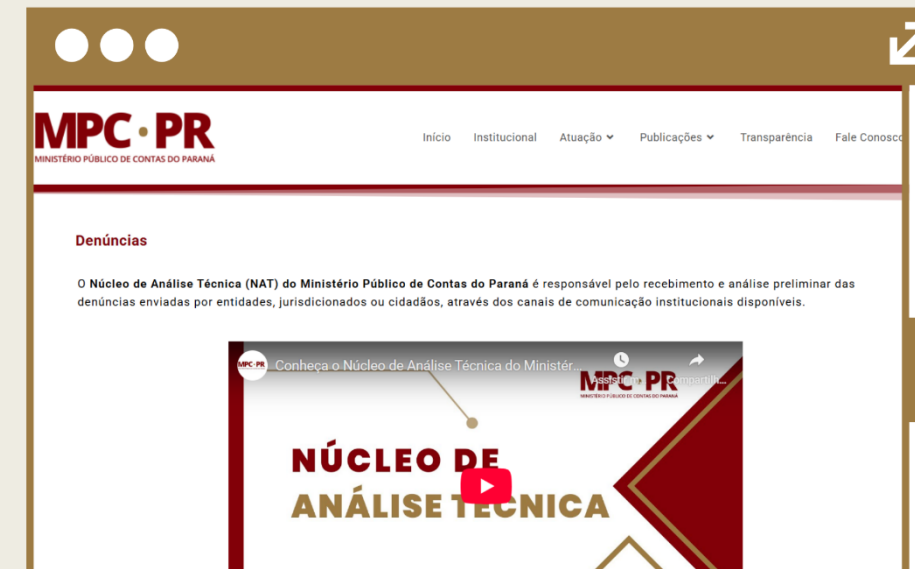 MPC·PR
MINISTÉRIO PÚBLICO DE CONTAS DO PARANÁ
Início Institucional Atuação Publicações Transparência Fale Conosco
Denúncias
O Núcleo de Análise Técnica (NAT) do Ministério Público de Contas do Paraná é responsável pelo recebimento e análise preliminar das
denúncias enviadas por entidades, jurisdicionados ou cidadãos, através dos canais de comunicação institucionais disponíveis.
MPC·PR Conheça o Núcleo de Análise Técnica do Ministér...
Compartilh...
MPC·PR
MINISTÉRIO PÚBLICO DE CONTAS DO PARANÁ
NÚCLEO DE
ANÁLISE TÉCNICA